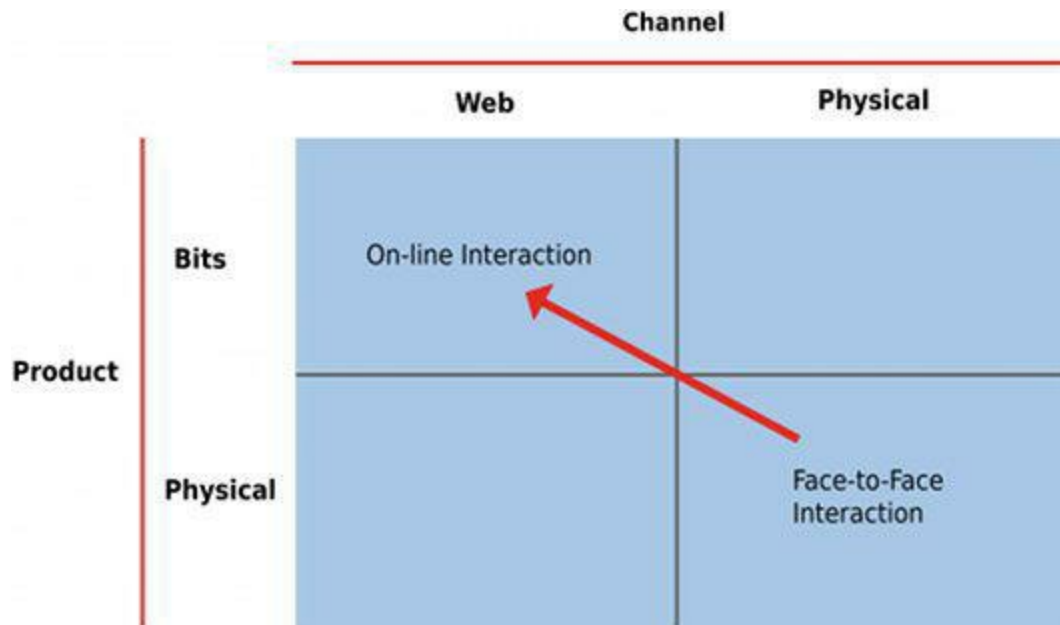 Channel
Web
Physical
Bits
On-line Interaction
Product
Physical
Face-to-Face
Interaction